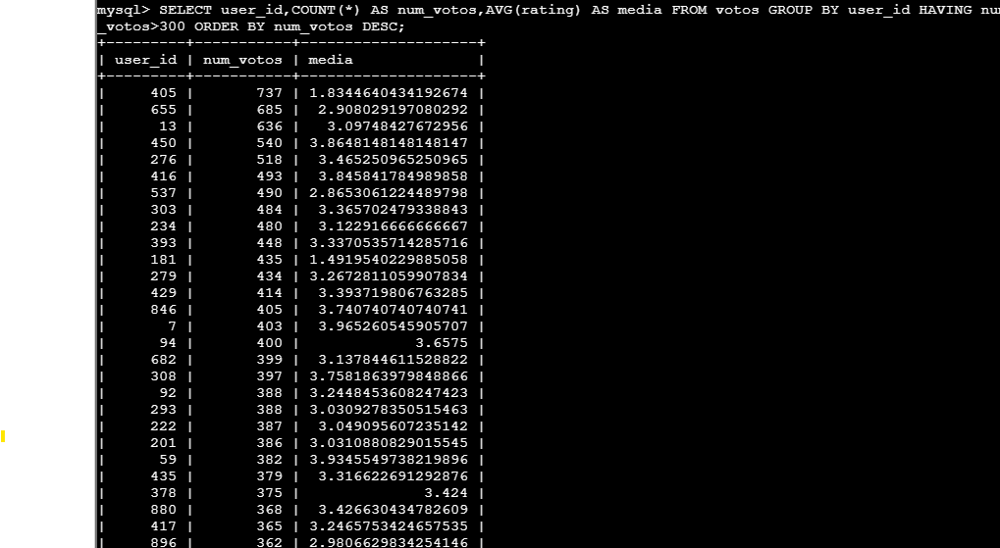 mysql> SELECT user_id,COUNT(*) AS num_votos,AVG(rating) AS media FROM votos GROUP BY user_id HAVING num
_votos>300 ORDER BY num_votos DESC;
+---------+-----------+--------------------+
| user_id | num_votos | media              |
+---------+-----------+--------------------+
|     405 |       737 | 1.8344640434192674 |
|     655 |       685 |  2.908029197080292 |
|      13 |       636 |   3.09748427672956 |
|     450 |       540 | 3.8648148148148147 |
|     276 |       518 |  3.465250965250965 |
|     416 |       493 |  3.845841784989858 |
|     537 |       490 | 2.8653061224489798 |
|     303 |       484 |  3.365702479338843 |
|     234 |       480 |  3.122916666666667 |
|     393 |       448 | 3.3370535714285716 |
|     181 |       435 | 1.4919540229885058 |
|     279 |       434 | 3.2672811059907834 |
|     429 |       414 |  3.393719806763285 |
|     846 |       405 |  3.740740740740741 |
|       7 |       403 |  3.965260545905707 |
|      94 |       400 |             3.6575 |
|     682 |       399 |  3.137844611528822 |
|     308 |       397 | 3.7581863979848866 |
|      92 |       388 | 3.2448453608247423 |
|     293 |       388 | 3.0309278350515463 |
|     222 |       387 |  3.049095607235142 |
|     201 |       386 | 3.0310880829015545 |
|      59 |       382 | 3.9345549738219896 |
|     435 |       379 |  3.316622691292876 |
|     378 |       375 |              3.424 |
|     880 |       368 |  3.426630434782609 |
|     417 |       365 | 3.2465753424657535 |
|     896 |       362 | 2.9806629834254146 |